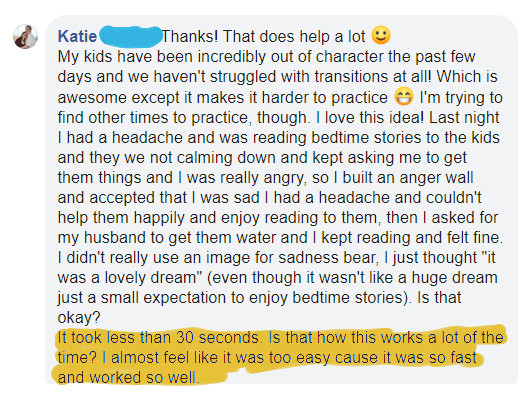 Katie Thanks! That does help a lot 🙂
My kids have been incredibly out of character the past few
days and we haven't struggled with transitions at all! Which is
awesome except it makes it harder to practice 😁 I'm trying to
find other times to practice, though. I love this idea! Last night
I had a headache and was reading bedtime stories to the kids
and they we not calming down and kept asking me to get
them things and I was really angry, so I built an anger wall
and accepted that I was sad I had a headache and couldn't
help them happily and enjoy reading to them, then I asked for
my husband to get them water and I kept reading and felt fine.
I didn't really use an image for sadness bear, I just thought "it
was a lovely dream" (even though it wasn't like a huge dream
just a small expectation to enjoy bedtime stories). Is that
okay?
It took less than 30 seconds. Is that how this works a lot of the
time? I almost feel like it was too easy cause it was so fast
and worked so well.